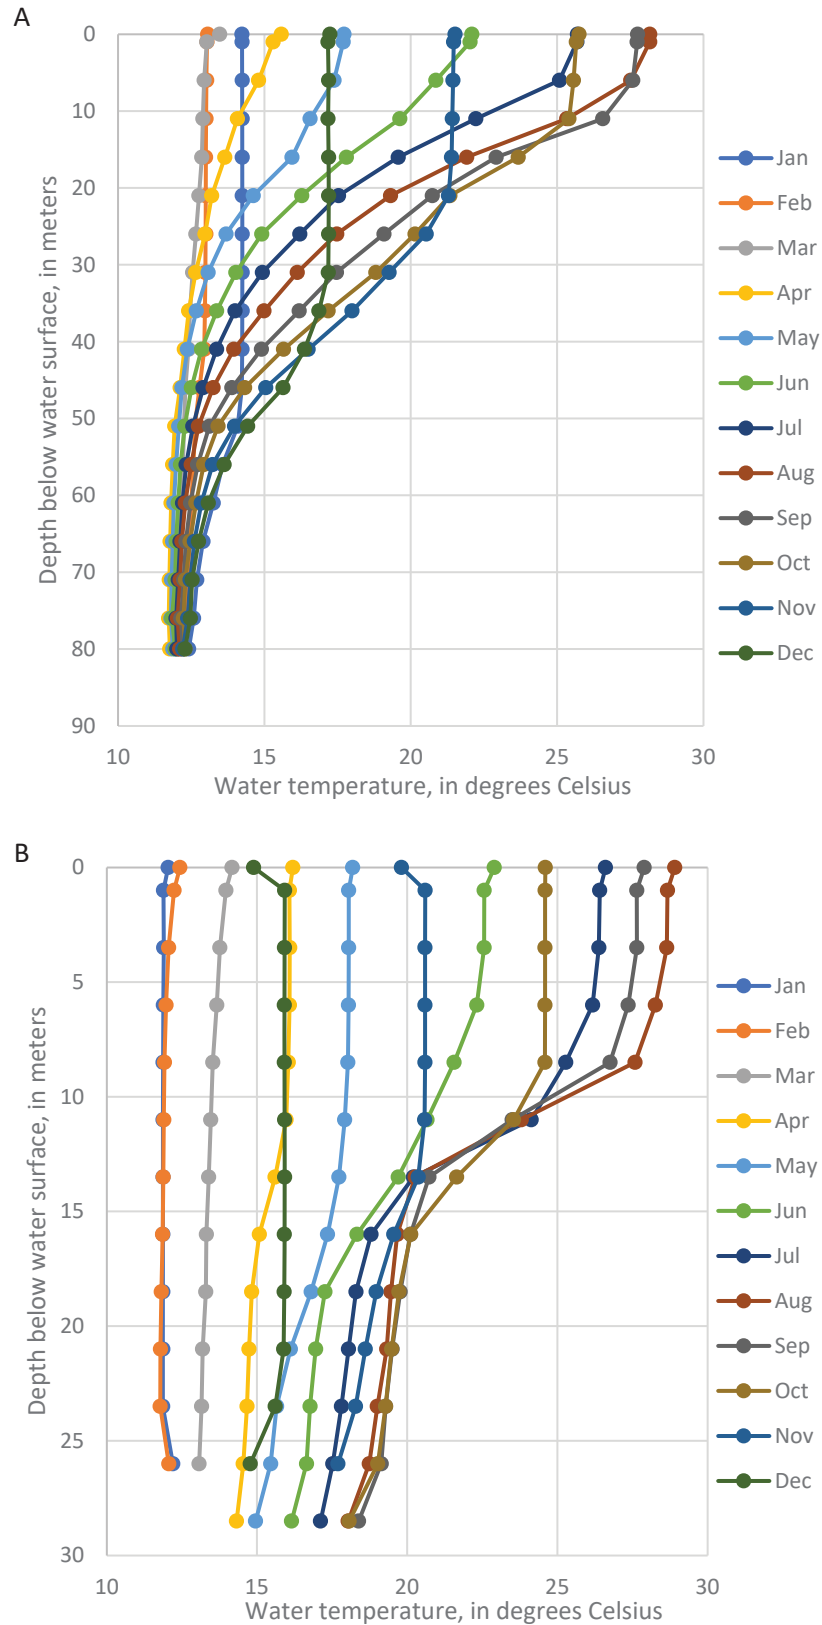 A
0
10
20
30
40
50
60
70
80
90
Depth below water surface, in meters
10
15
20
25
30
Water temperature, in degrees Celsius
Jan
Feb
Mar
Apr
May
Jun
Jul
Aug
Sep
Oct
Nov
Dec
B
0
5
10
15
20
25
30
Depth below water surface, in meters
10
15
20
25
30
Water temperature, in degrees Celsius
Jan
Feb
Mar
Apr
May
Jun
Jul
Aug
Sep
Oct
Nov
Dec